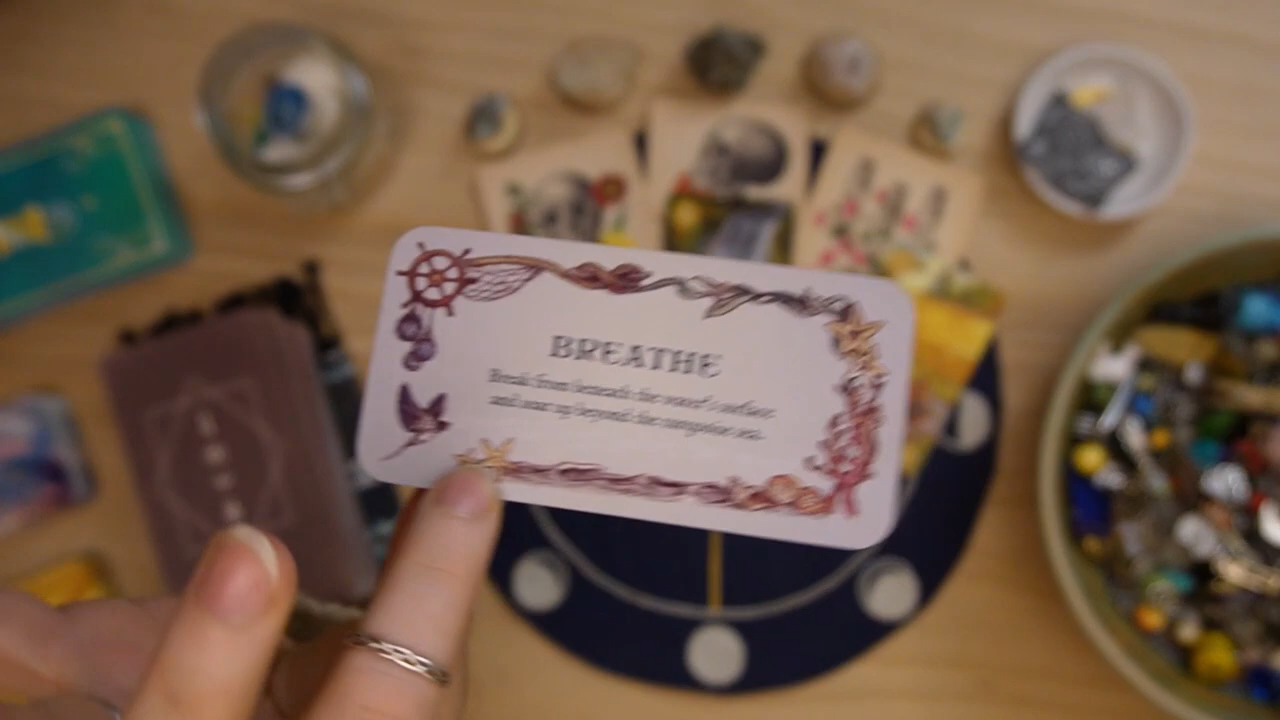 BREATHE
Break from beneath the water's surface
and soar up beyond the turquoise sea.